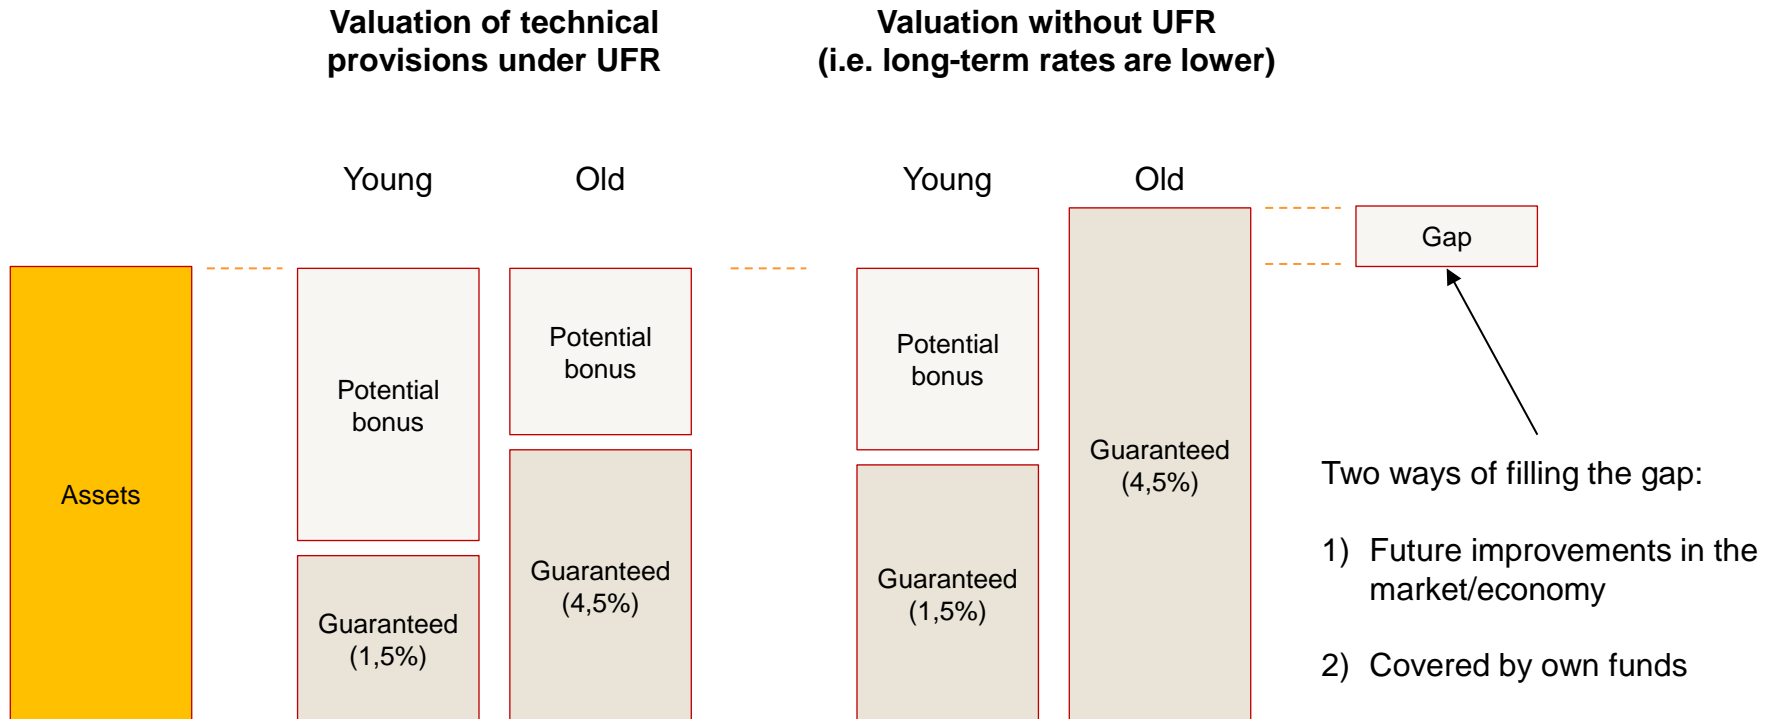 Valuation of technical
provisions under UFR
Valuation without UFR
(i.e. long-term rates are lower)
Young
Old
Young
Old
Gap
Assets
Potential
bonus
Guaranteed
(1,5%)
Potential
bonus
Guaranteed
(4,5%)
Potential
bonus
Guaranteed
(1,5%)
Guaranteed
(4,5%)
Two ways of filling the gap:
1) Future improvements in the
market/economy
2) Covered by own funds